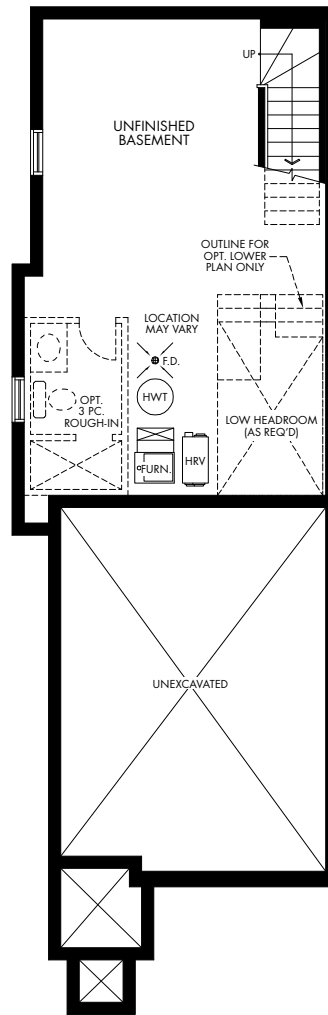 UP
UNFINISHED
BASEMENT
OUTLINE FOR
OPT. LOWER
PLAN ONLY
LOCATION
MAY VARY
F.D.
HWT
OPT.
3 PC.
ROUGH-IN
LOW HEADROOM
(AS REQ'D)
FURN.
HRV
UNEXCAVATED